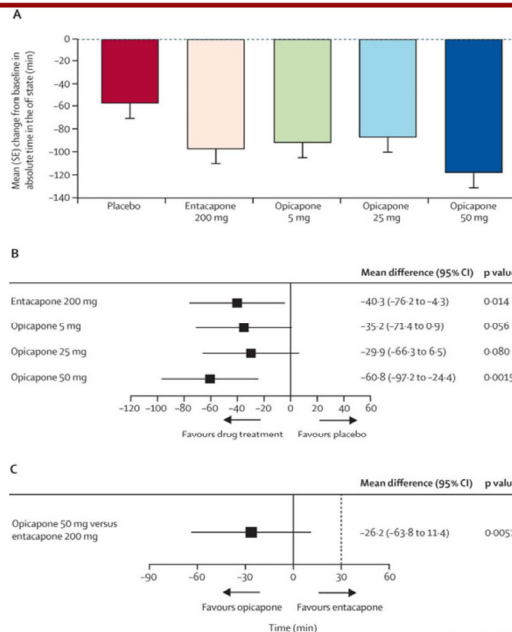 A
Mean (SE) change from baseline in
absolute time in the off state (min)
0
-20
-40
-60
-80
-100
-120
-140
Placebo
Entacapone
200 mg
Opicapone
5 mg
Opicapone
25 mg
Opicapone
50 mg
B
Mean difference (95% CI) p value
Entacapone 200 mg -40·3 (-76·2 to -4·3) 0·014
Opicapone 5 mg -35·2 (-71·4 to 0·9) 0·056
Opicapone 25 mg -29·9 (-66·3 to 6·5) 0·080
Opicapone 50 mg -60·8 (-97·2 to -24·4) 0·0015
-120 -100 -80 -60 -40 -20 0 20 40 60
Favours drug treatment Favours placebo
C
Mean difference (95% CI) p value
Opicapone 50 mg versus
entacapone 200 mg
-26·2 (-63·8 to 11·4)
-90 -60 -30 0 30 60
Favours opicapone Favours entacapone
Time (min)